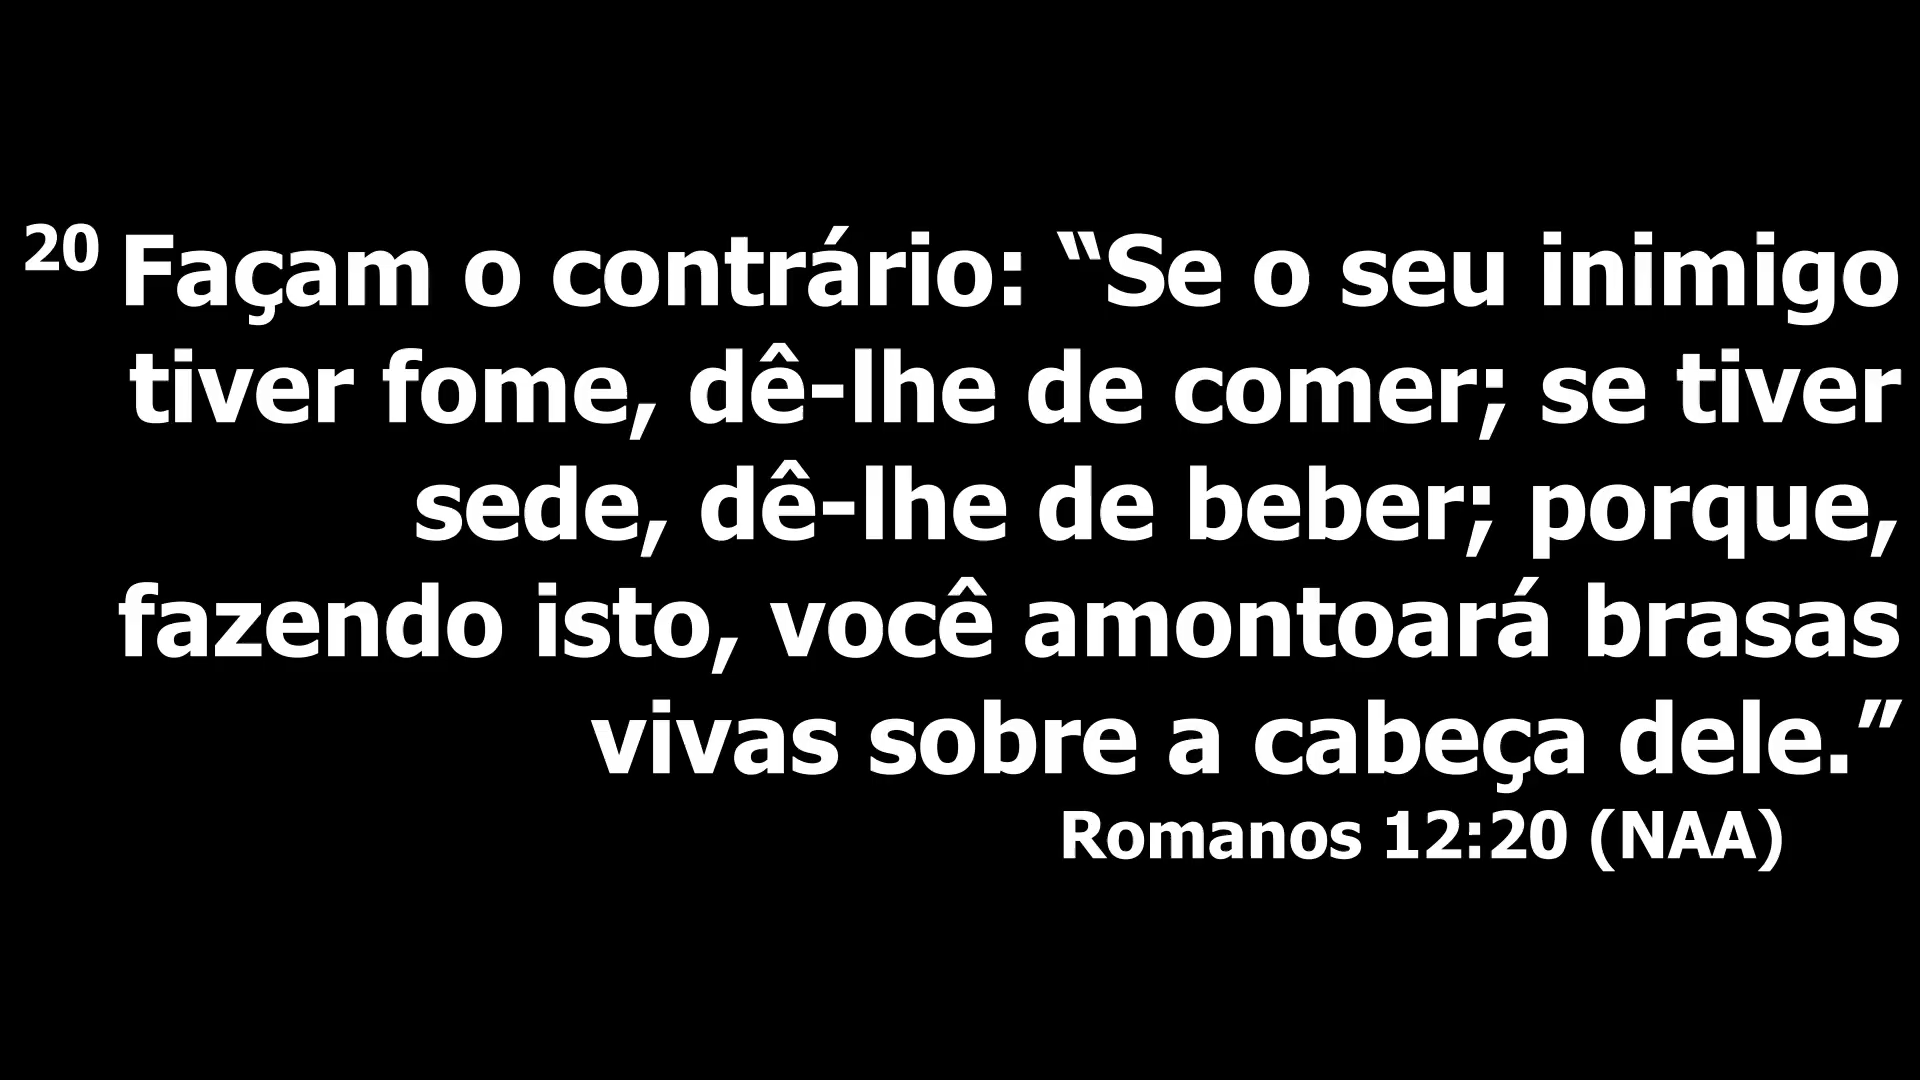 20 Façam o contrário: “Se o seu inimigo
tiver fome, dê-lhe de comer; se tiver
sede, dê-lhe de beber; porque,
fazendo isto, você amontoará brasas
vivas sobre a cabeça dele.”
Romanos 12:20 (NAA)